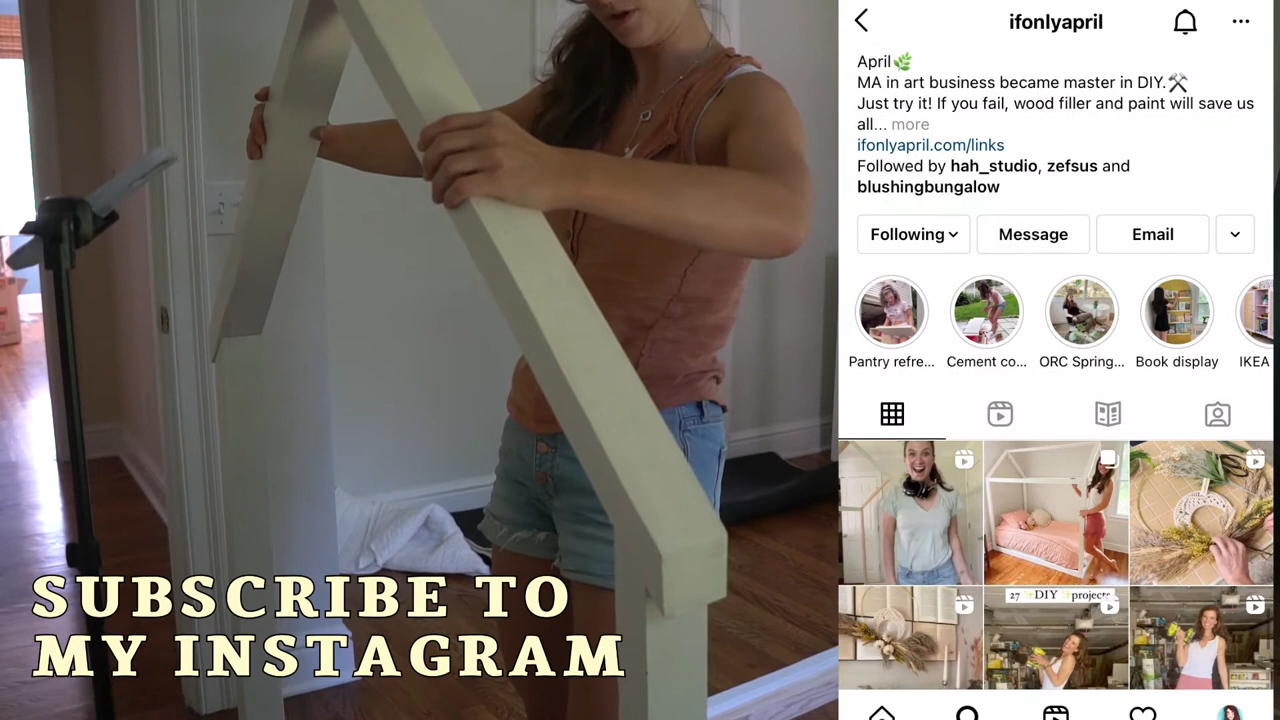 ifonlyapril
April🌿
MA in art business became master in DIY.⚒️
Just try it! If you fail, wood filler and paint will save us
all... more
ifonlyapril.com/links
Followed by hah_studio, zefsus and
blushingbungalow
Following
Message
Email
Pantry refre...
Cement co...
ORC Spring...
Book display
IKEA
27 ✨DIY ✨projects
SUBSCRIBE TO
MY INSTAGRAM